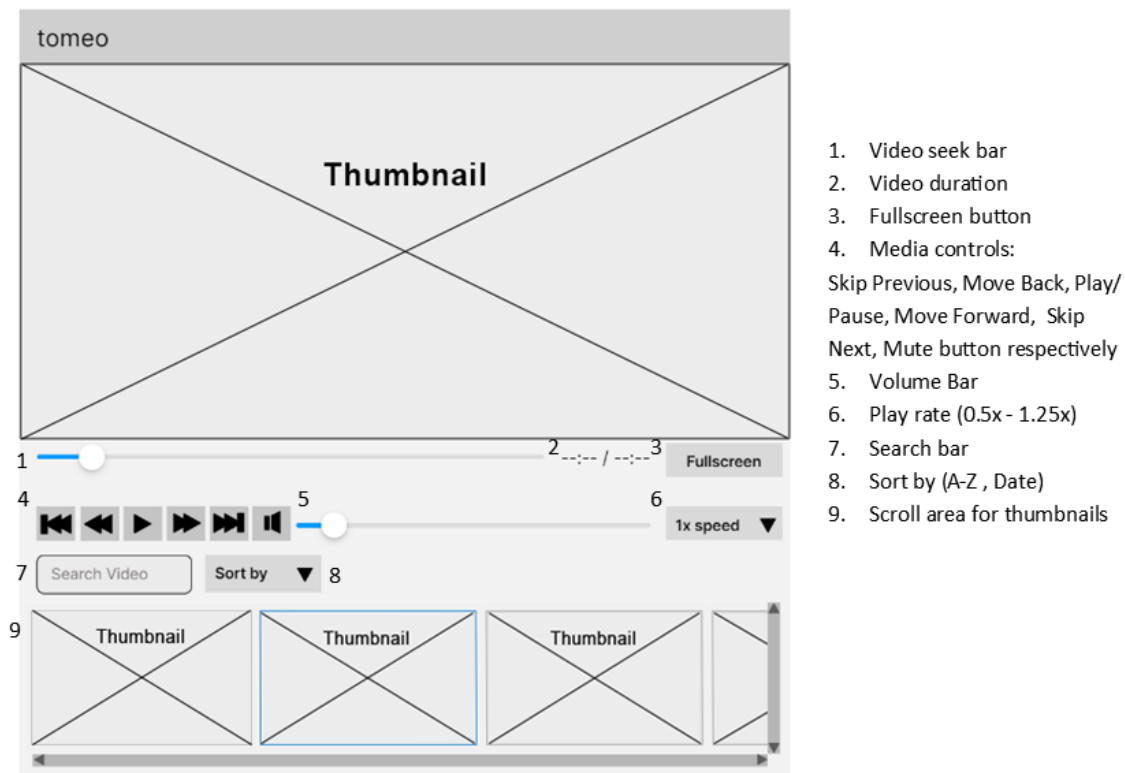 tomeo
Thumbnail
1
2 --:-- / --:-- 3 Fullscreen
4 5 6
1x speed
7 Search Video Sort by 8
9 Thumbnail Thumbnail Thumbnail
1. Video seek bar
2. Video duration
3. Fullscreen button
4. Media controls:
Skip Previous, Move Back, Play/
Pause, Move Forward, Skip
Next, Mute button respectively
5. Volume Bar
6. Play rate (0.5x - 1.25x)
7. Search bar
8. Sort by (A-Z , Date)
9. Scroll area for thumbnails